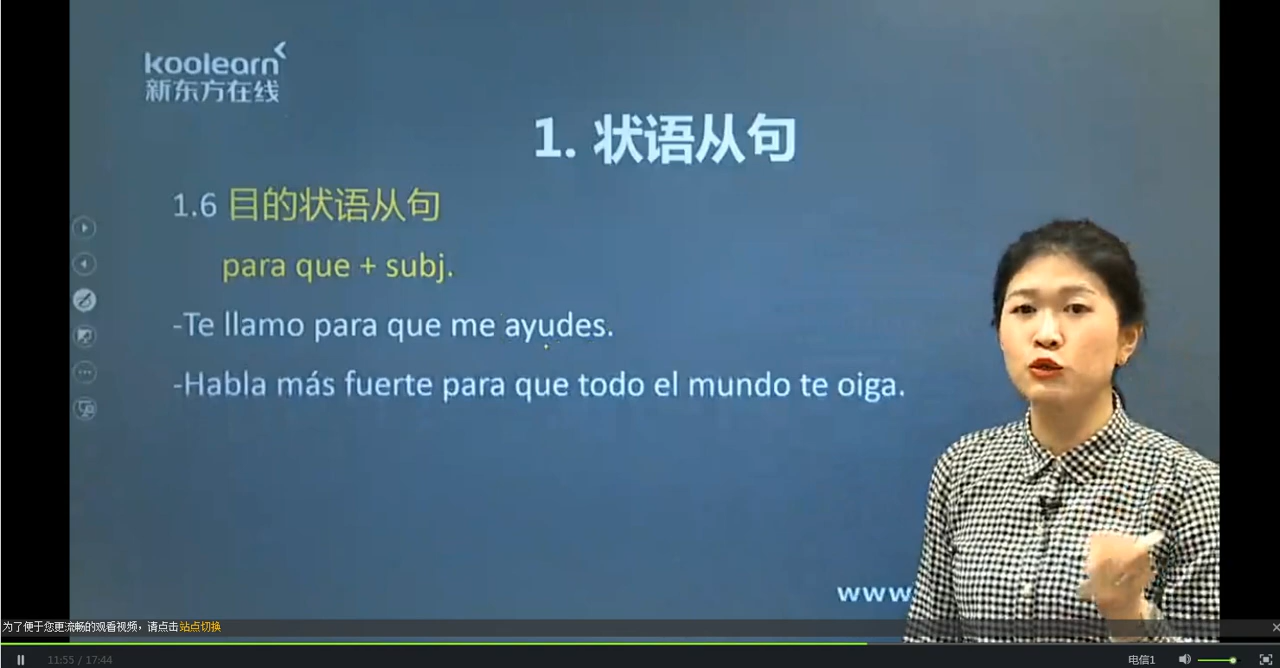 koolearn
新东方在线
1. 状语从句
1.6 目的状语从句
para que + subj.
-Te llamo para que me ayudes.
-Habla más fuerte para que todo el mundo te oiga.
www
为了便于您更流畅的观看视频，请点击站点切换
11:55 / 17:44
电信1